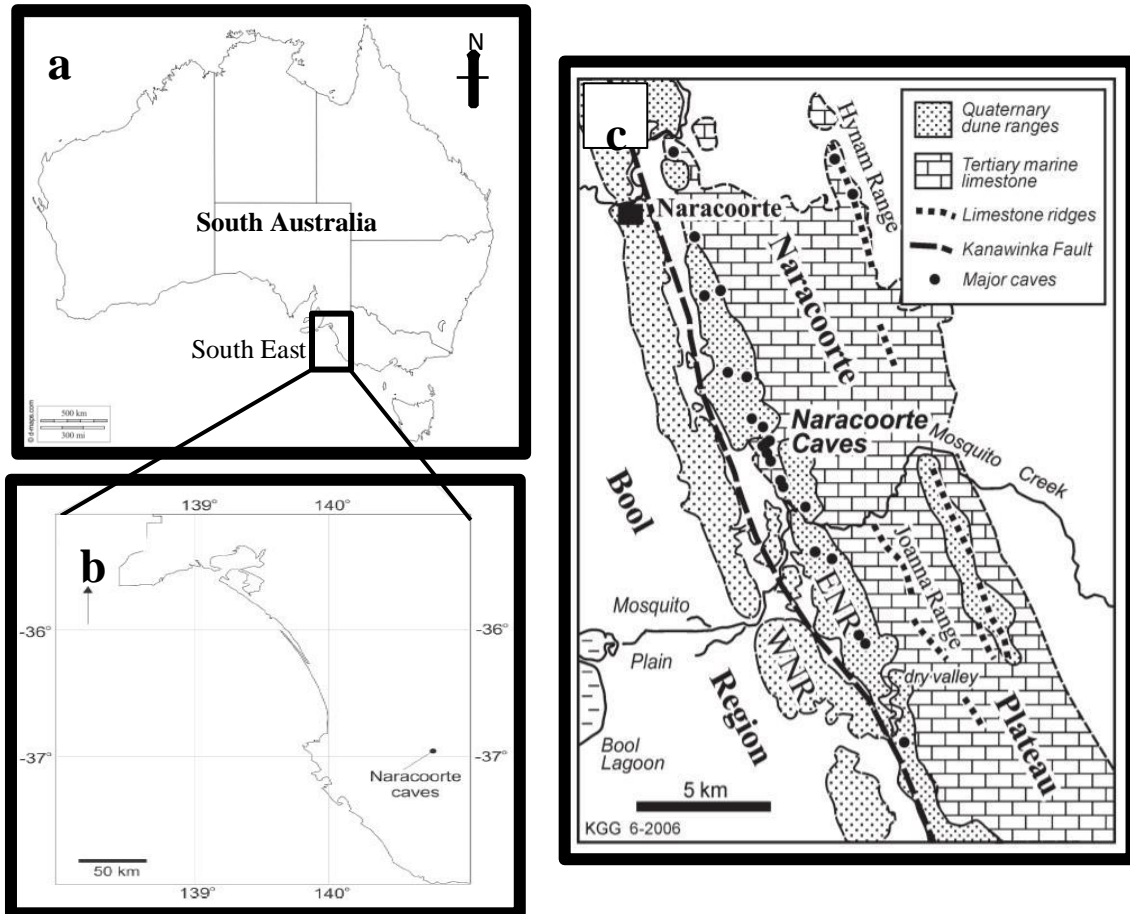 a
N
South Australia
South East
500 km
300 mi
© d-maps.com
b
139°
140°
-36°
-36°
-37°
-37°
Naracoorte
caves
50 km
139°
140°
c
Quaternary
dune ranges
Tertiary marine
limestone
Limestone ridges
Kanawinka Fault
Major caves
Hynam Range
Naracoorte
Naracoorte
Naracoorte
Caves
Mosquito
Creek
Bool
Joanna Range
ENR
Mosquito
Plain
WNR
dry valley
Region
Plateau
Bool
Lagoon
5 km
KGG 6-2006